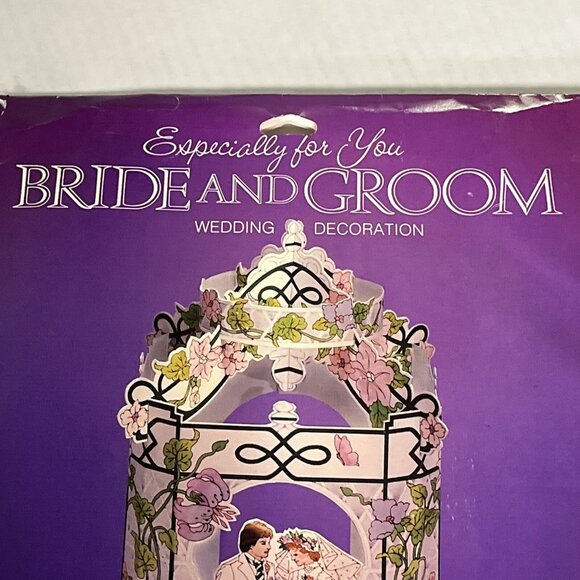 Especially for You
BRIDE AND GROOM
WEDDING DECORATION